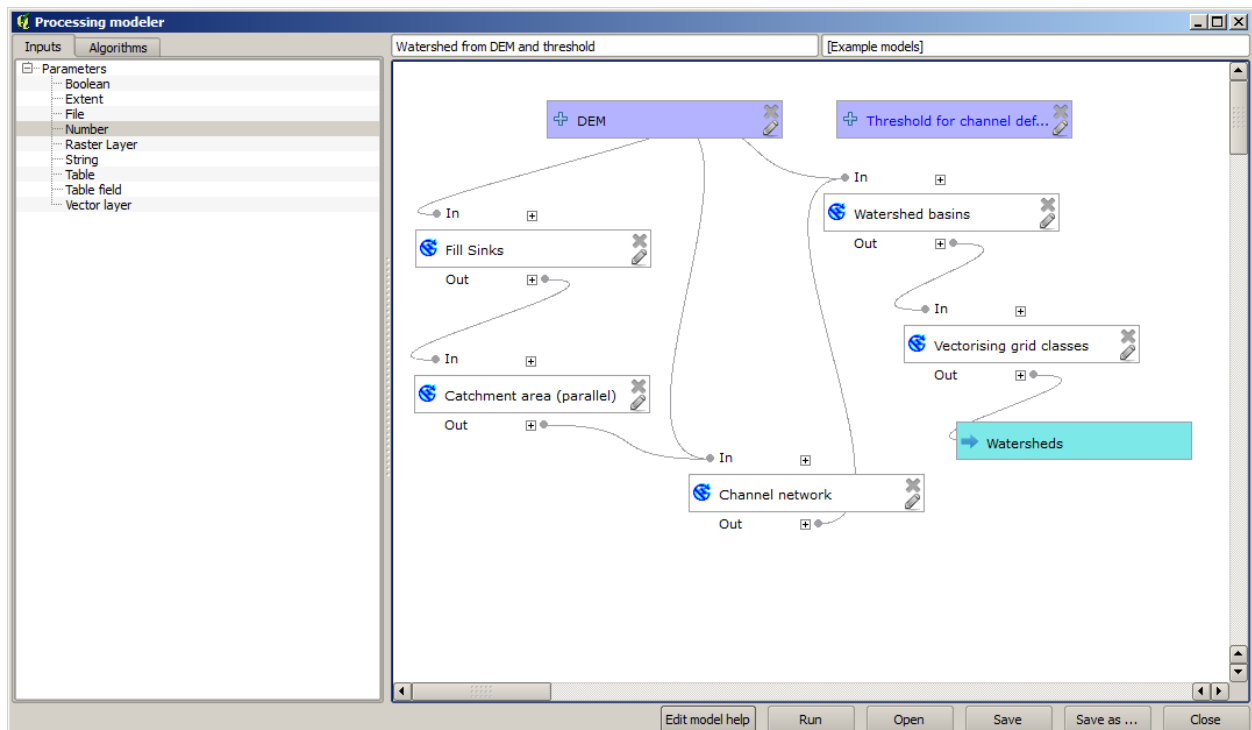 Processing modeler
Inputs Algorithms
Watershed from DEM and threshold
[Example models]
Parameters
Boolean
Extent
File
Number
Raster Layer
String
Table
Table field
Vector layer
DEM
Threshold for channel def...
In
Watershed basins
Out
In
Fill Sinks
Out
In
Vectorising grid classes
Out
In
Catchment area (parallel)
Out
Watersheds
In
Channel network
Out
Edit model help
Run
Open
Save
Save as ...
Close